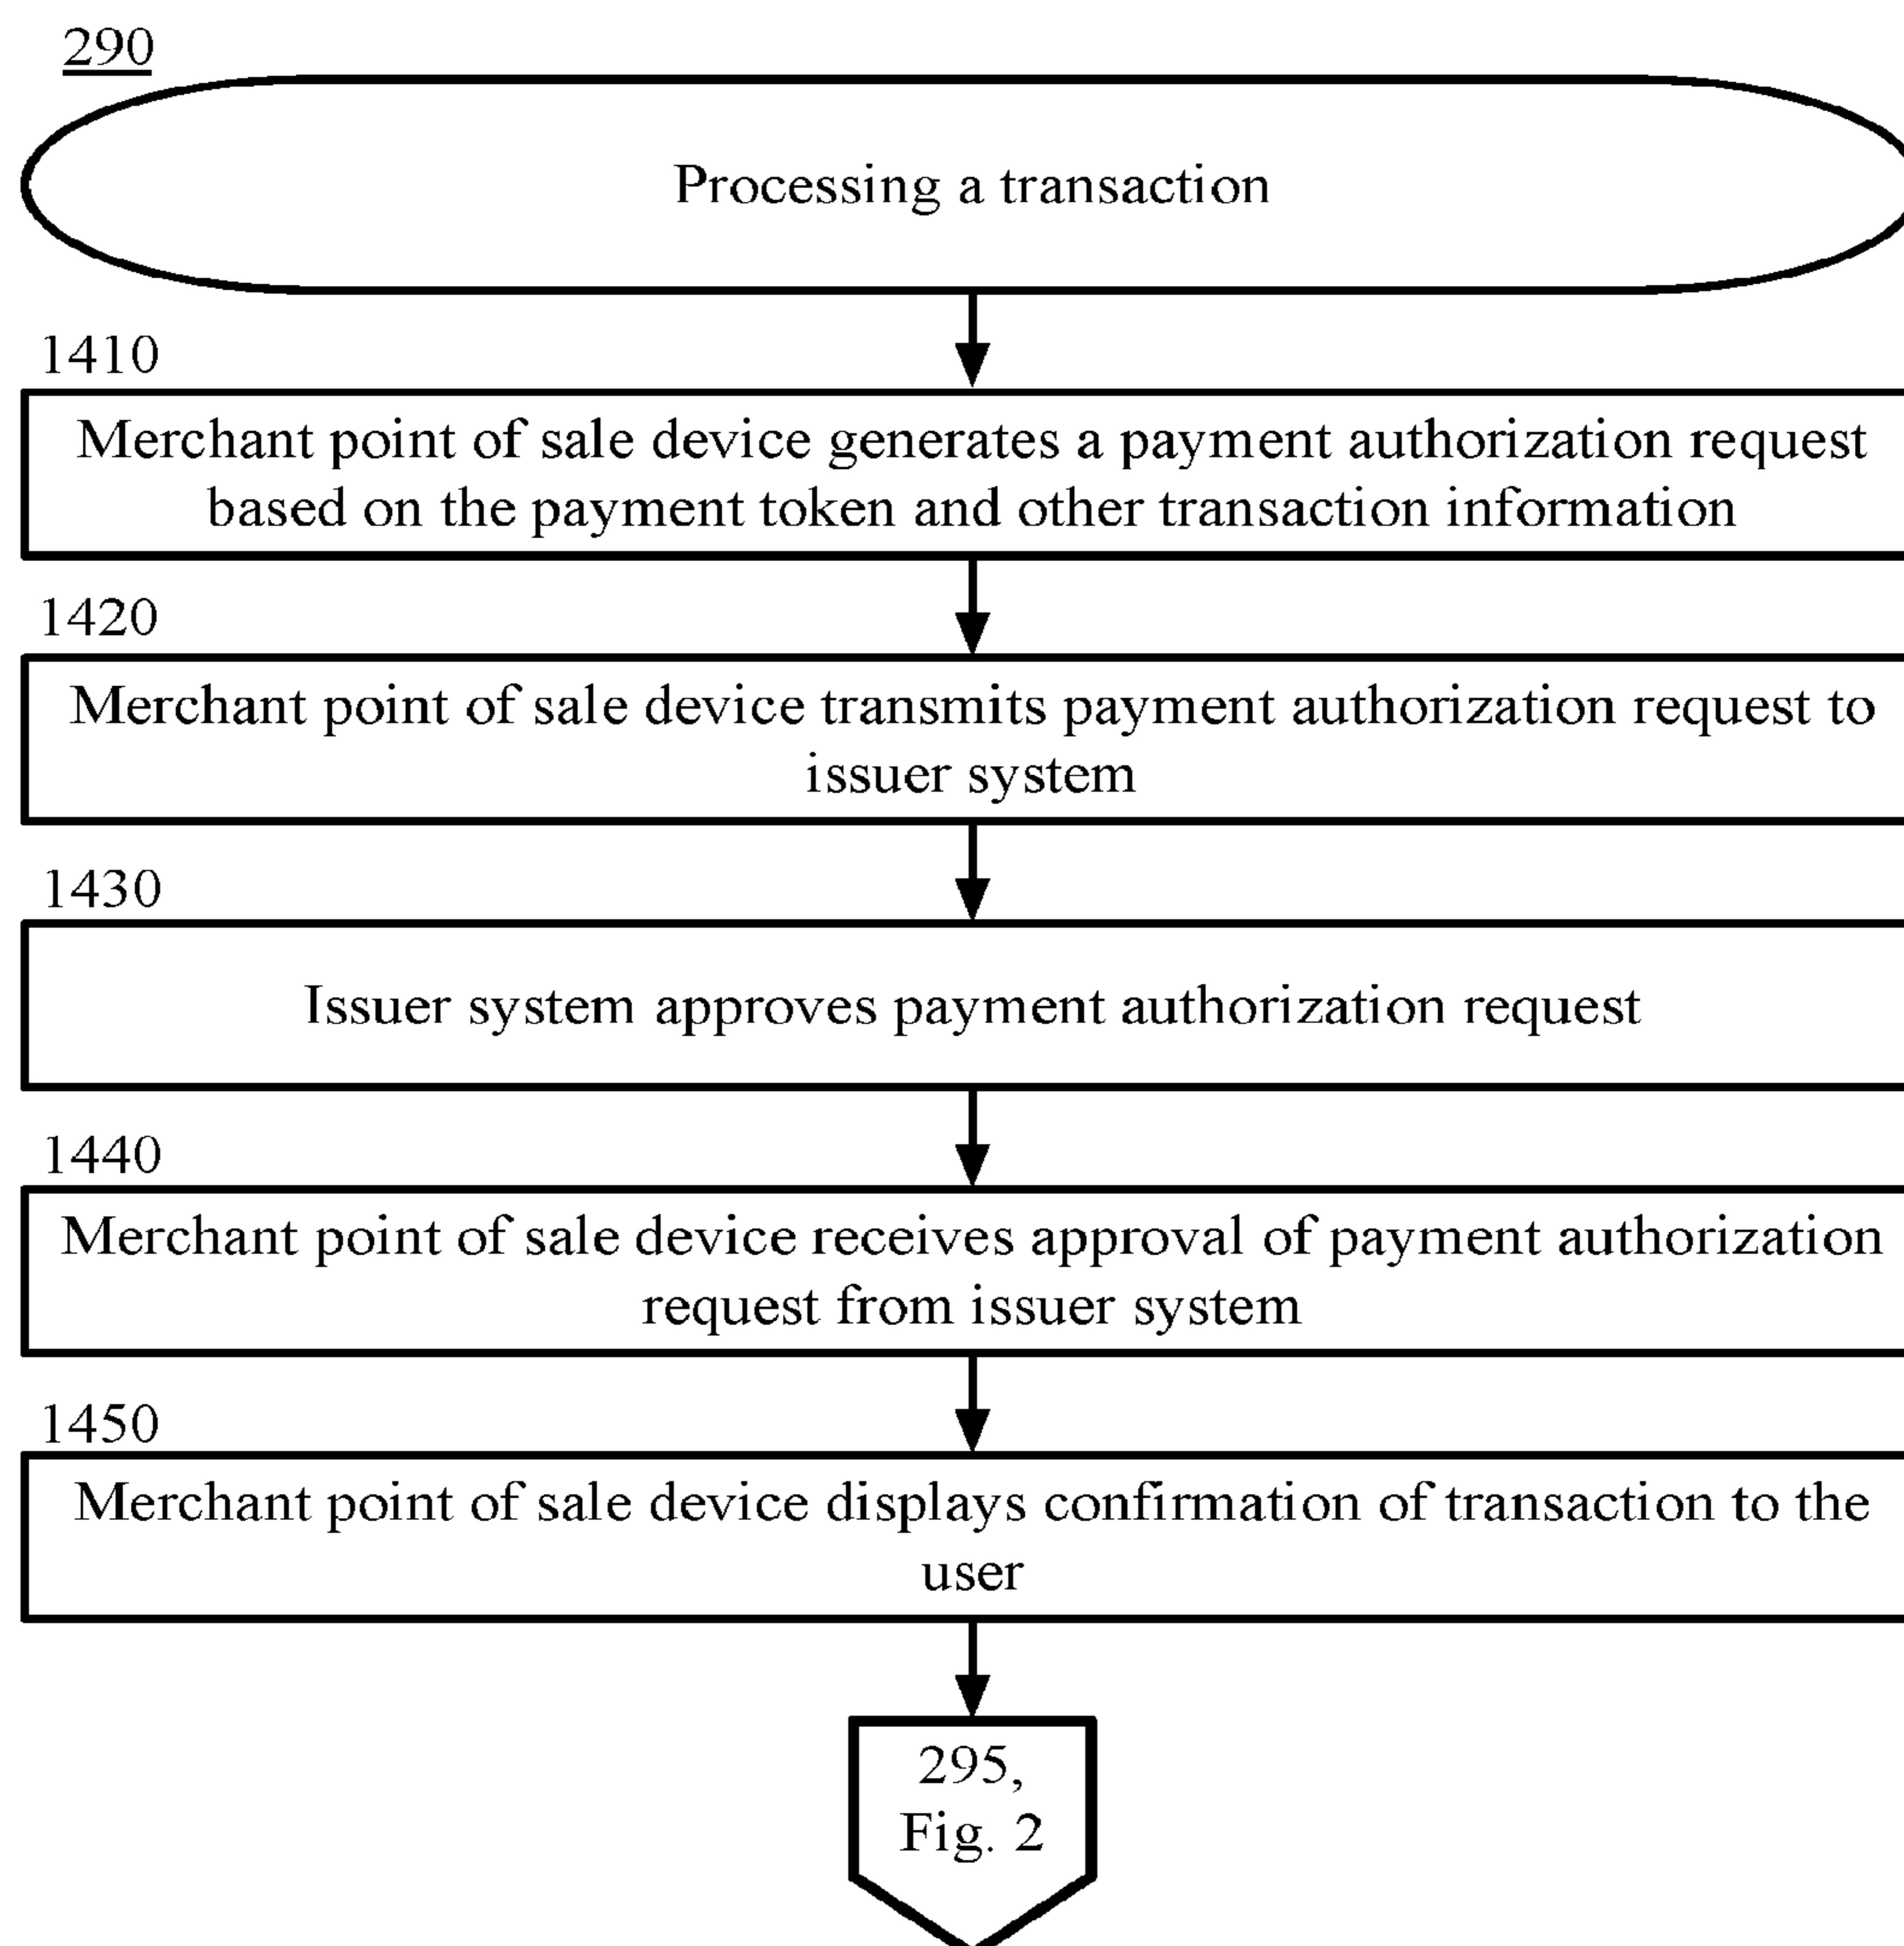 290
Processing a transaction
1410
Merchant point of sale device generates a payment authorization request
based on the payment token and other transaction information
1420
Merchant point of sale device transmits payment authorization request to
issuer system
1430
Issuer system approves payment authorization request
1440
Merchant point of sale device receives approval of payment authorization
request from issuer system
1450
Merchant point of sale device displays confirmation of transaction to the
user
295,
Fig. 2